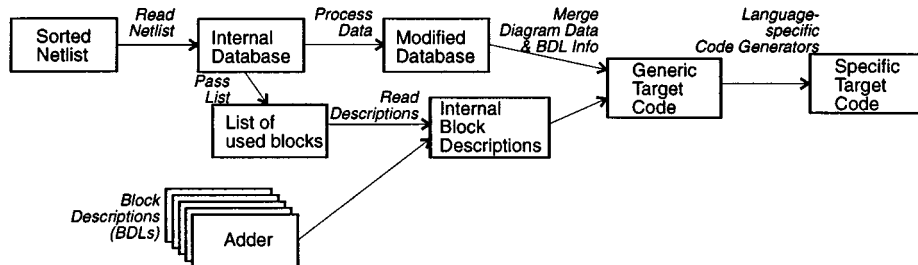 Read
Netlist
Process
Data
Merge
Diagram Data
& BDL Info
Language-
specific
Code Generators
Sorted
Netlist
Internal
Database
Modified
Database
Generic
Target
Code
Specific
Target
Code
Pass
List
List of
used blocks
Read
Descriptions
Internal
Block
Descriptions
Block
Descriptions
(BDLs)
Adder